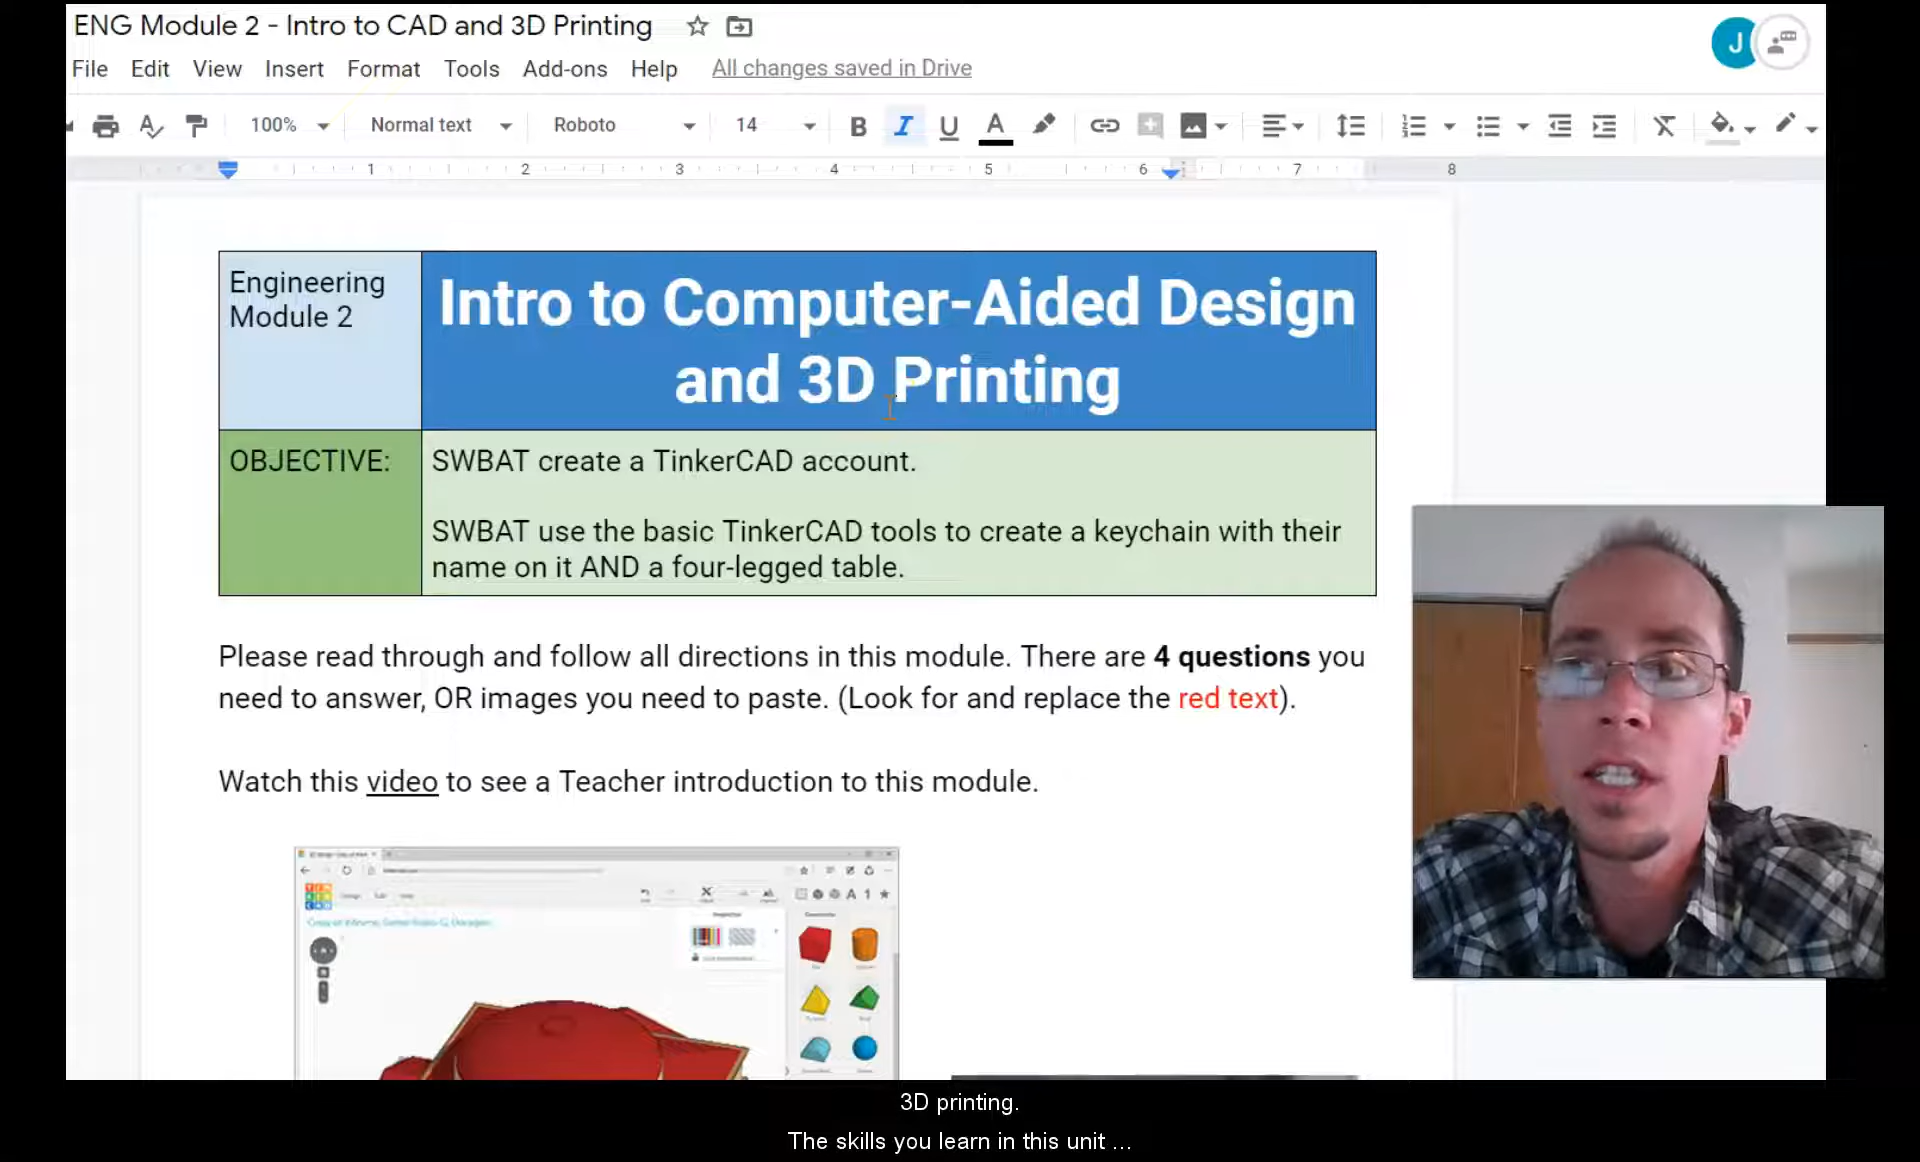 ENG Module 2 - Intro to CAD and 3D Printing
J
File Edit View Insert Format Tools Add-ons Help All changes saved in Drive
100% Normal text Roboto 14 B I U A
1 2 3 4 5 6 7 8
Engineering
Module 2
Intro to Computer-Aided Design
and 3D Printing
OBJECTIVE:
SWBAT create a TinkerCAD account.
SWBAT use the basic TinkerCAD tools to create a keychain with their
name on it AND a four-legged table.
Please read through and follow all directions in this module. There are 4 questions you
need to answer, OR images you need to paste. (Look for and replace the red text).
Watch this video to see a Teacher introduction to this module.
3D printing.
The skills you learn in this unit ...